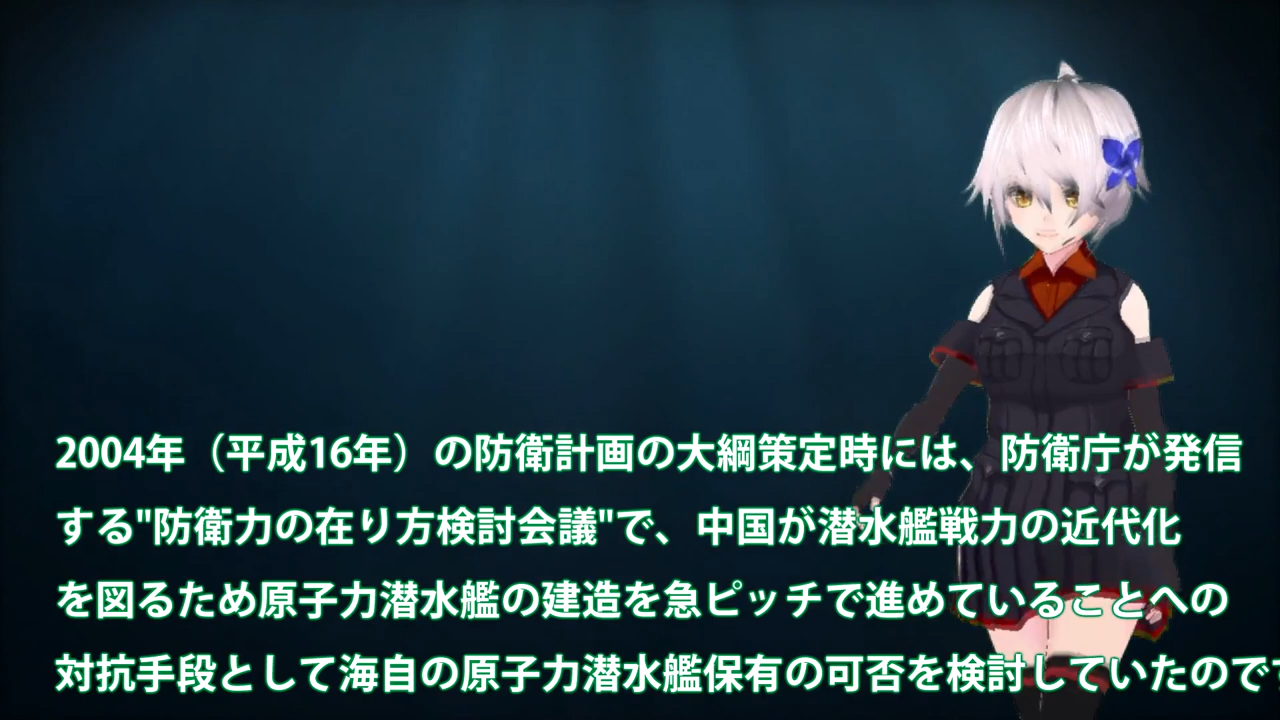 2004年（平成16年）の防衛計画の大綱策定時には、防衛庁が発信
する"防衛力の在り方検討会議"で、中国が潜水艦戦力の近代化
を図るため原子力潜水艦の建造を急ピッチで進めていることへの
対抗手段として海自の原子力潜水艦保有の可否を検討していたのです